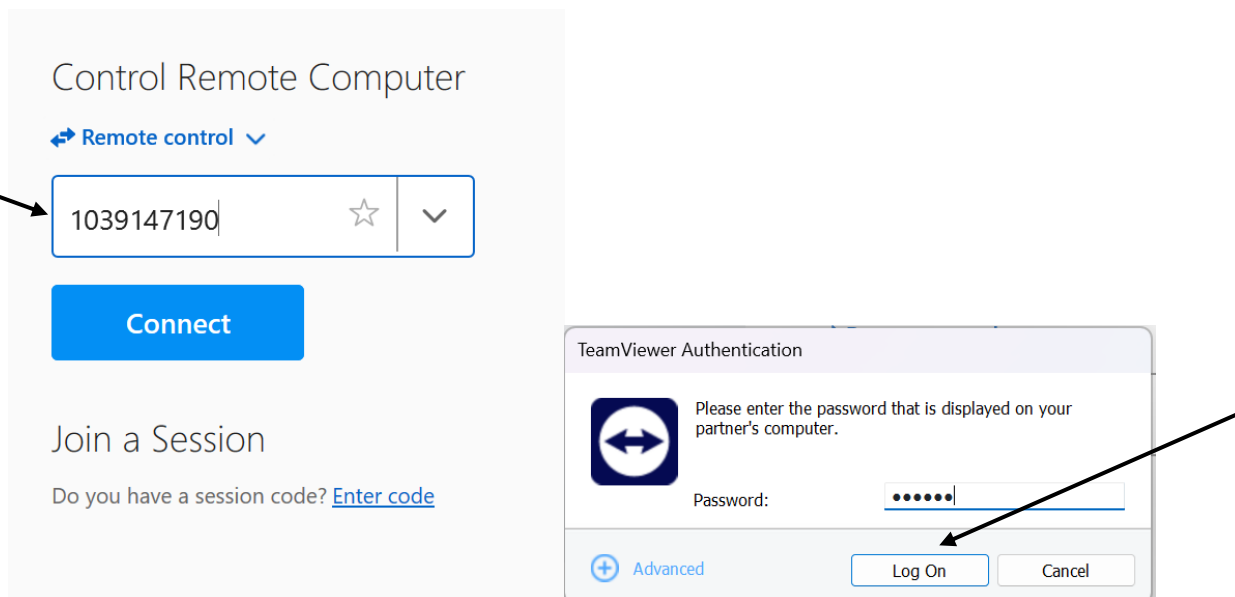 Control Remote Computer
Remote control
1039147190
Connect
Join a Session
Do you have a session code? Enter code
TeamViewer Authentication
Please enter the password that is displayed on your
partner's computer.
Password: ●●●●●●
Advanced
Log On
Cancel